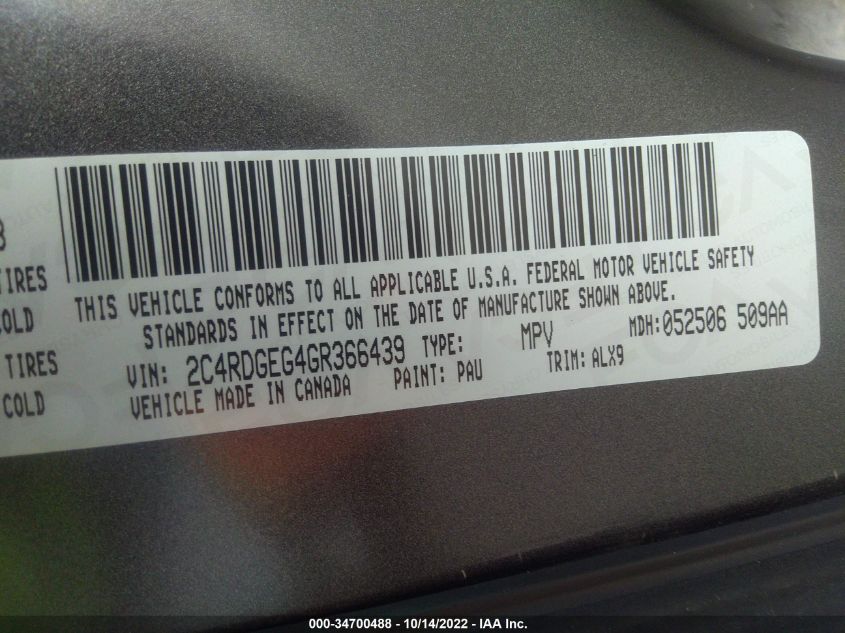 3
TIRES
COLD
TIRES
COLD
THIS VEHICLE CONFORMS TO ALL APPLICABLE U.S.A. FEDERAL MOTOR VEHICLE SAFETY
STANDARDS IN EFFECT ON THE DATE OF MANUFACTURE SHOWN ABOVE.
VIN: 2C4RDGEG4GR366439 TYPE: MPV MDH:052506 509AA
VEHICLE MADE IN CANADA PAINT: PAU TRIM: ALX9
000-34700488 - 10/14/2022 - IAA Inc.